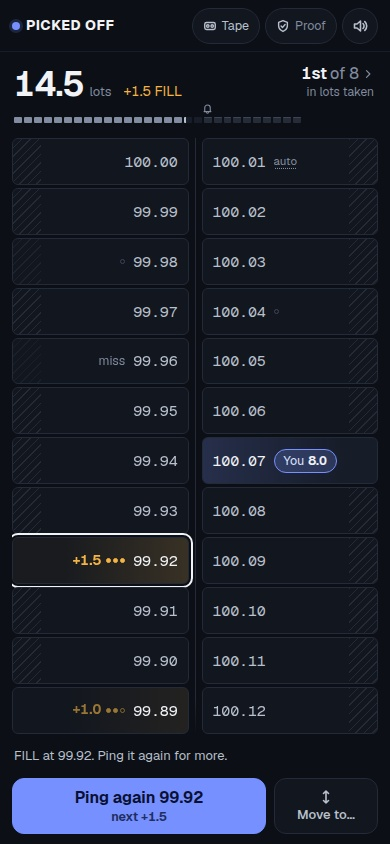 PICKED OFF Tape Proof
14.5 lots +1.5 FILL 1st of 8
in lots taken
100.00 100.01 auto
99.99 100.02
99.98 100.03
99.97 100.04
miss 99.96 100.05
99.95 100.06
99.94 100.07 You 8.0
99.93 100.08
+1.5 99.92 100.09
99.91 100.10
99.90 100.11
+1.0 99.89 100.12
FILL at 99.92. Ping it again for more.
Ping again 99.92
next +1.5
Move to…